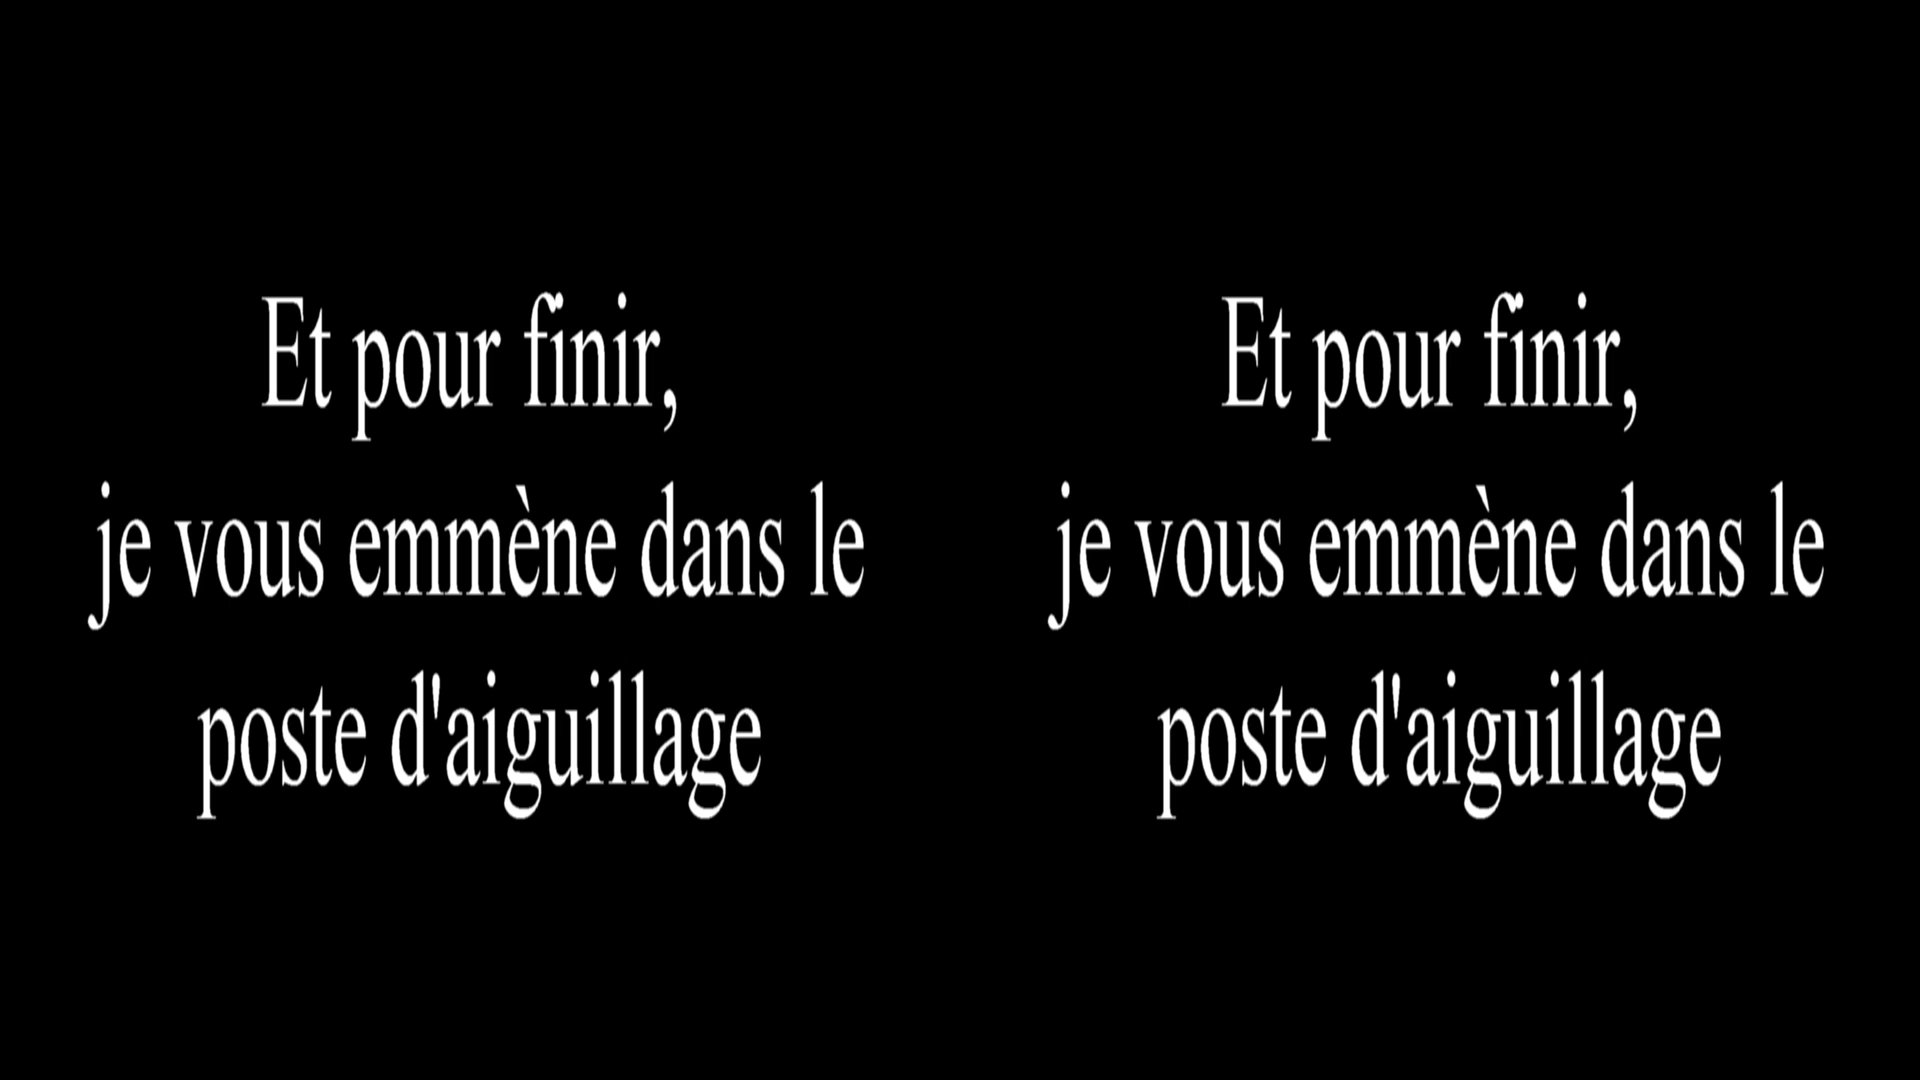 Et pour finir,
je vous emmène dans le
poste d'aiguillage
Et pour finir,
je vous emmène dans le
poste d'aiguillage